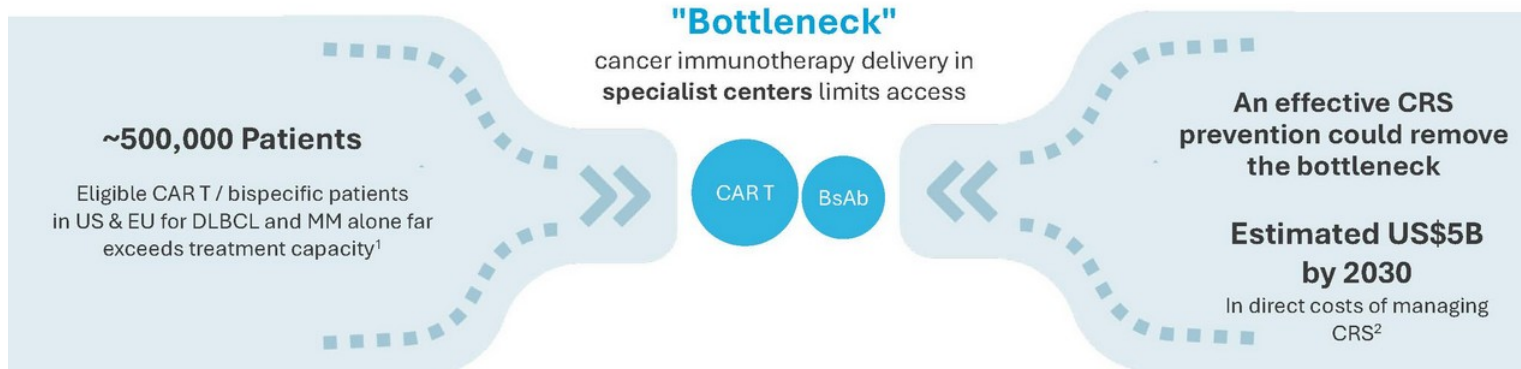 "Bottleneck"
cancer immunotherapy delivery in
specialist centers limits access
~500,000 Patients
Eligible CAR T / bispecific patients
in US & EU for DLBCL and MM alone far
exceeds treatment capacity¹
CAR T
BsAb
An effective CRS
prevention could remove
the bottleneck
Estimated US$5B
by 2030
In direct costs of managing
CRS²